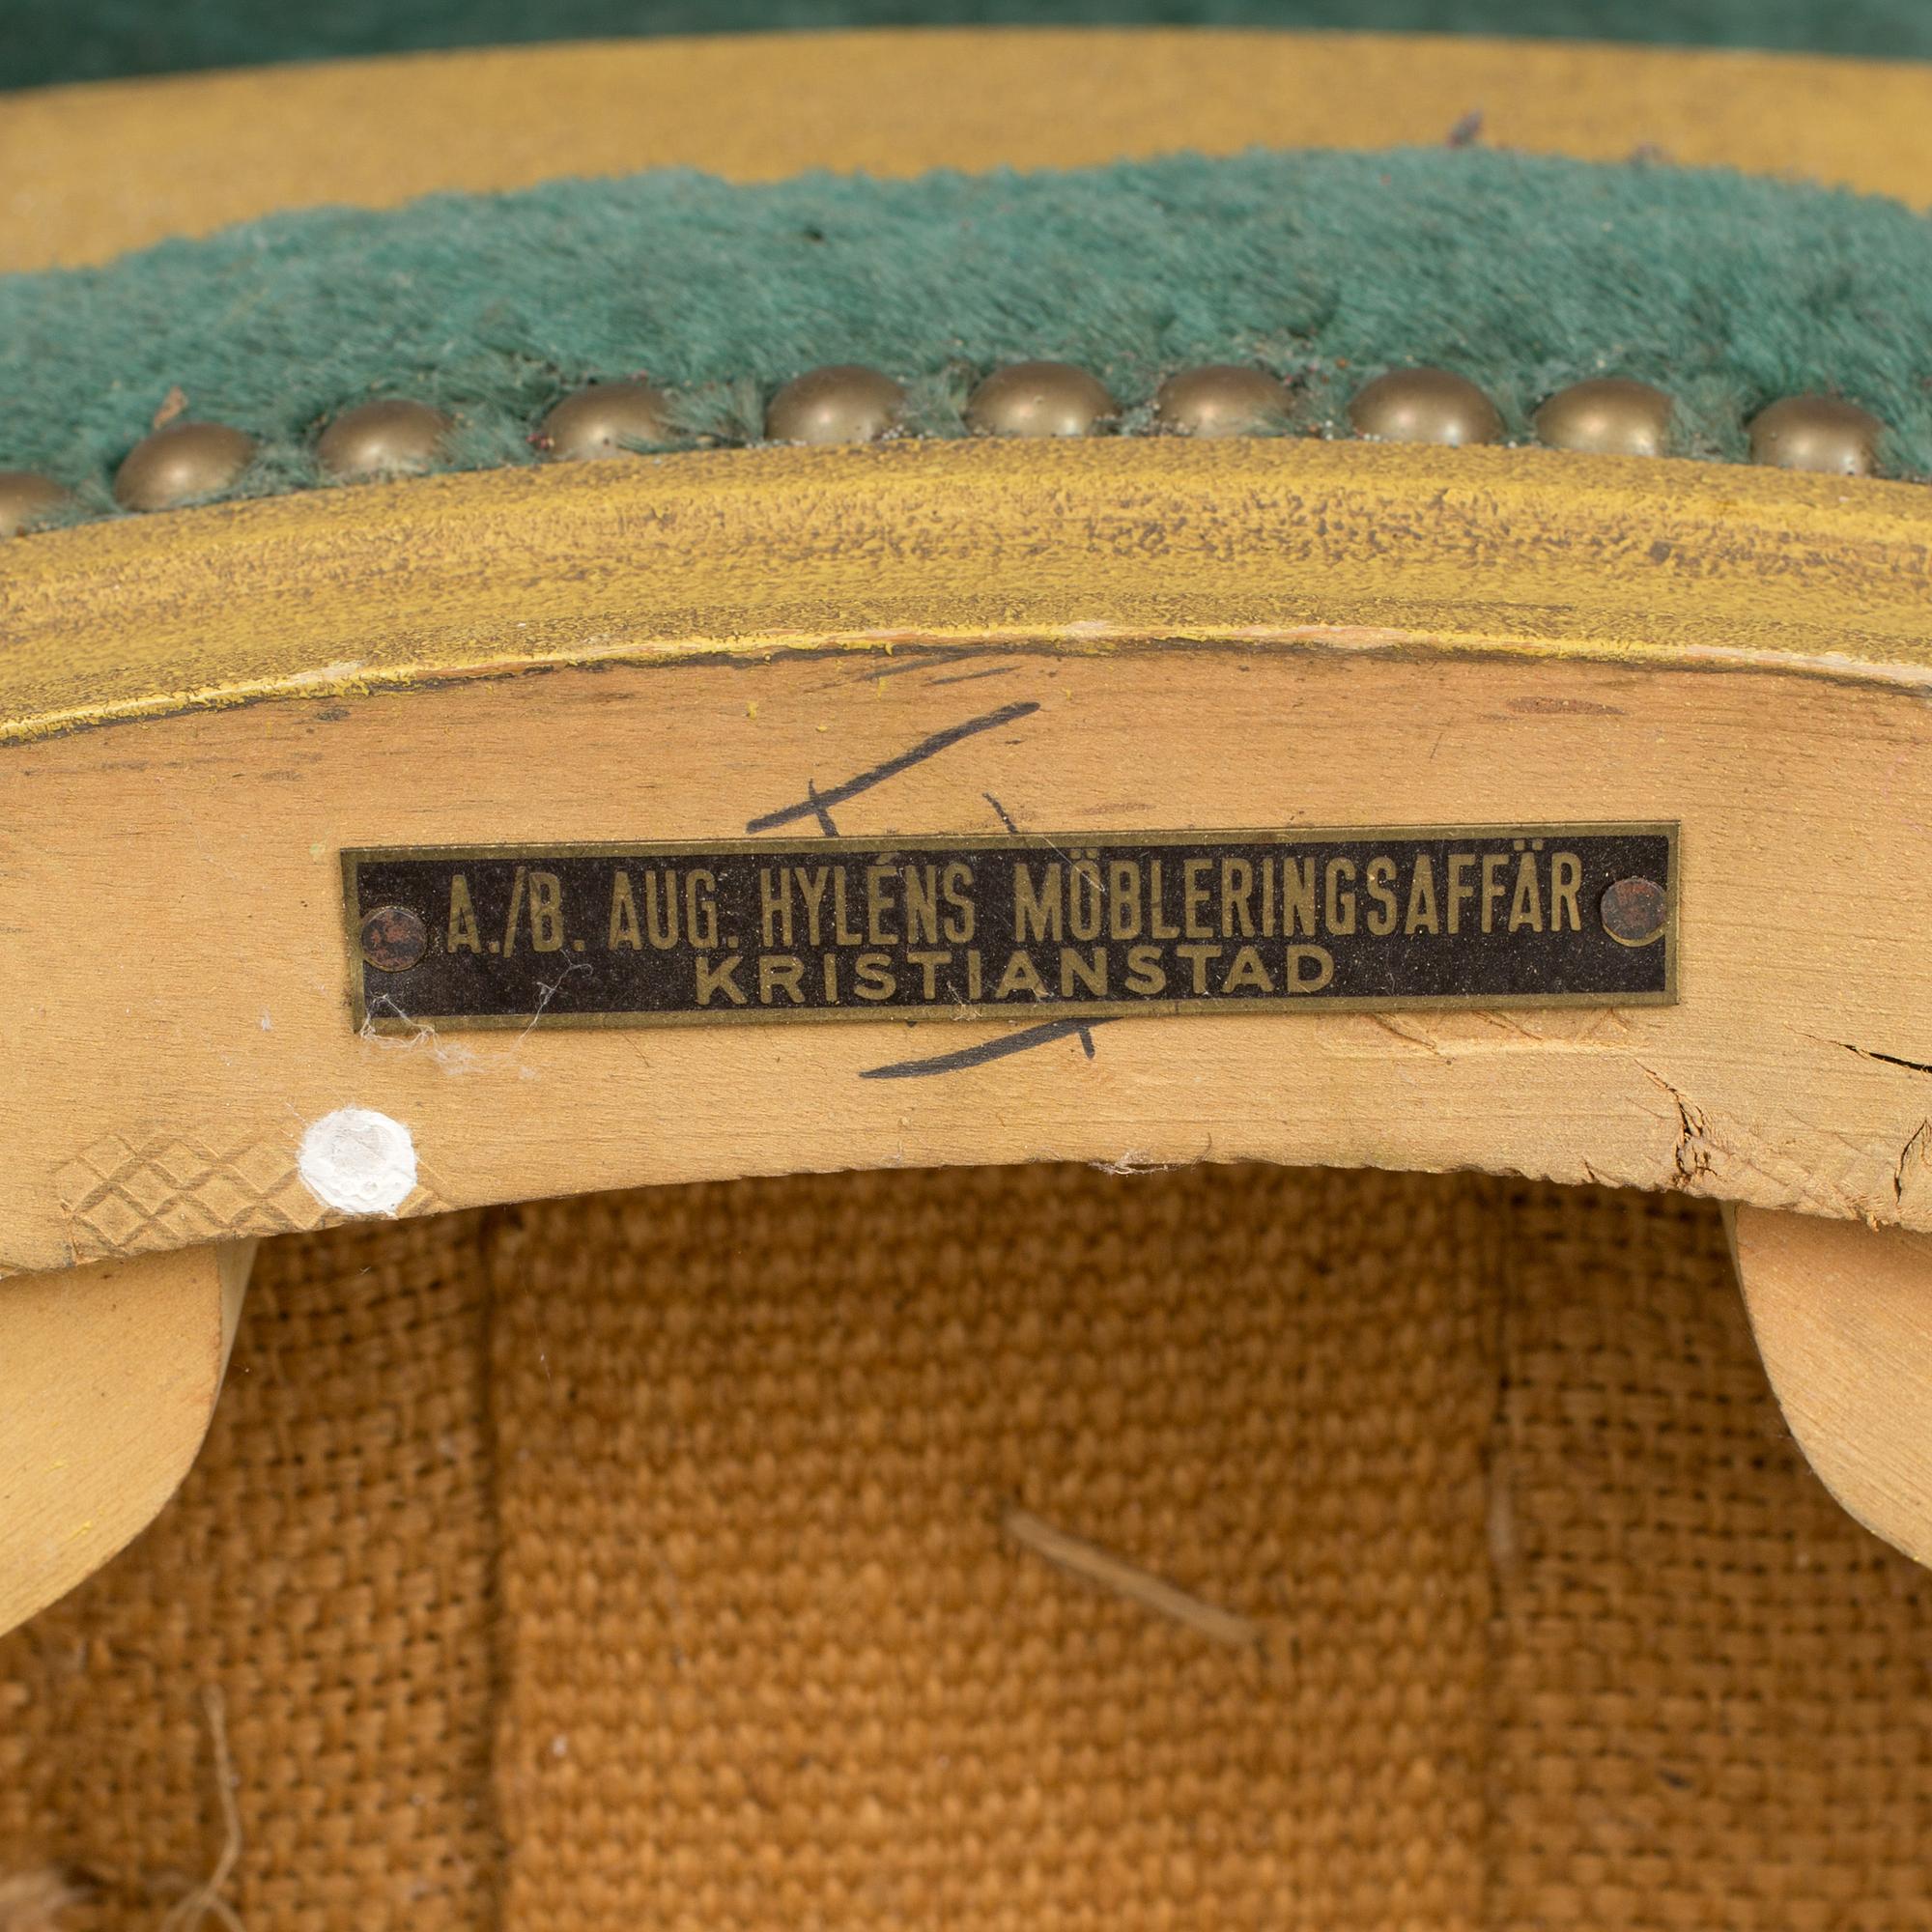 A./B. AUG. HYLÉNS MÖBLERINGSAFFÄR
KRISTIANSTAD